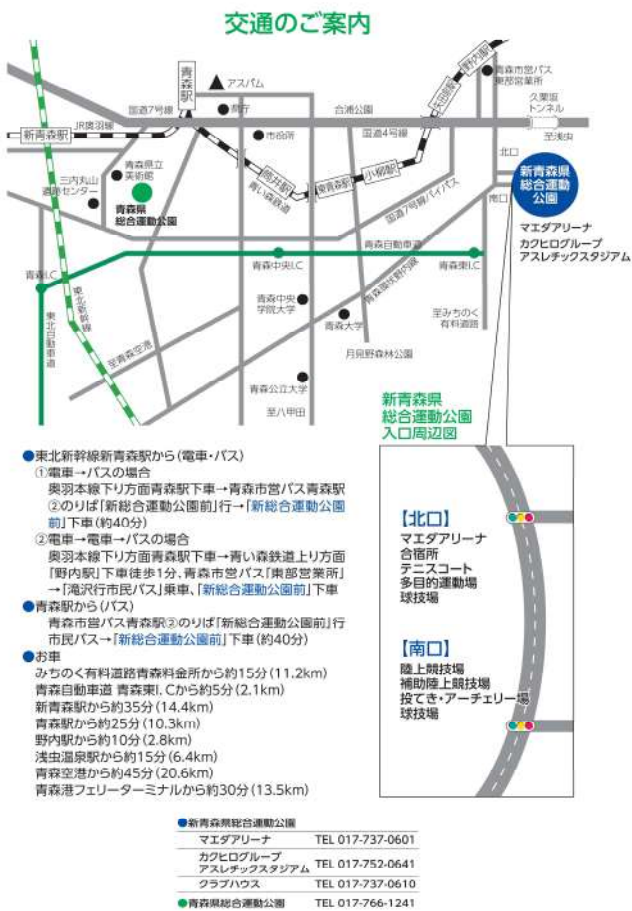 交通のご案内
青森駅
アスパム
野内駅
青森市営バス
東部営業所
久栗坂
トンネル
国道7号線
県庁
合浦公園
JR奥羽線
新青森駅
市役所
国道4号線
至浅虫
北口
青森県立
美術館
三内丸山
遺跡センター
筒井駅
青い森鉄道
東青森駅
小柳駅
新青森県
総合運動
公園
青森県
総合運動公園
国道7号線バイパス
南口
マエダアリーナ
カクヒログループ
アスレチックスタジアム
青森自動車道
青森I.C
青森中央I.C
青森東I.C
東北新幹線
東北自動車道
青森中央
学院大学
青森環状野内線
青森大学
至みちのく
有料道路
至青森空港
月見野森林公園
青森公立大学
至八甲田
新青森県
総合運動公園
入口周辺図
●東北新幹線新青森駅から(電車・バス)
①電車→バスの場合
奥羽本線下り方面青森駅下車→青森市営バス青森駅
②のりば「新総合運動公園前」行→「新総合運動公園
前」下車(約40分)
②電車→電車→バスの場合
奥羽本線下り方面青森駅下車→青い森鉄道上り方面
「野内駅」下車徒歩1分、青森市営バス「東部営業所」
→「滝沢行市民バス」乗車、「新総合運動公園前」下車
●青森駅から(バス)
青森市営バス青森駅②のりば「新総合運動公園前」行
市民バス→「新総合運動公園前」下車(約40分)
●お車
みちのく有料道路青森料金所から約15分(11.2km)
青森自動車道 青森東I.Cから約5分(2.1km)
新青森駅から約35分(14.4km)
青森駅から約25分(10.3km)
野内駅から約10分(2.8km)
浅虫温泉駅から約15分(6.4km)
青森空港から約45分(20.6km)
青森港フェリーターミナルから約30分(13.5km)
【北口】
マエダアリーナ
合宿所
テニスコート
多目的運動場
球技場
【南口】
陸上競技場
補助陸上競技場
投てき・アーチェリー場
球技場
●新青森県総合運動公園
マエダアリーナ TEL 017-737-0601
カクヒログループ
アスレチックスタジアム TEL 017-752-0641
クラブハウス TEL 017-737-0610
●青森県総合運動公園 TEL 017-766-1241